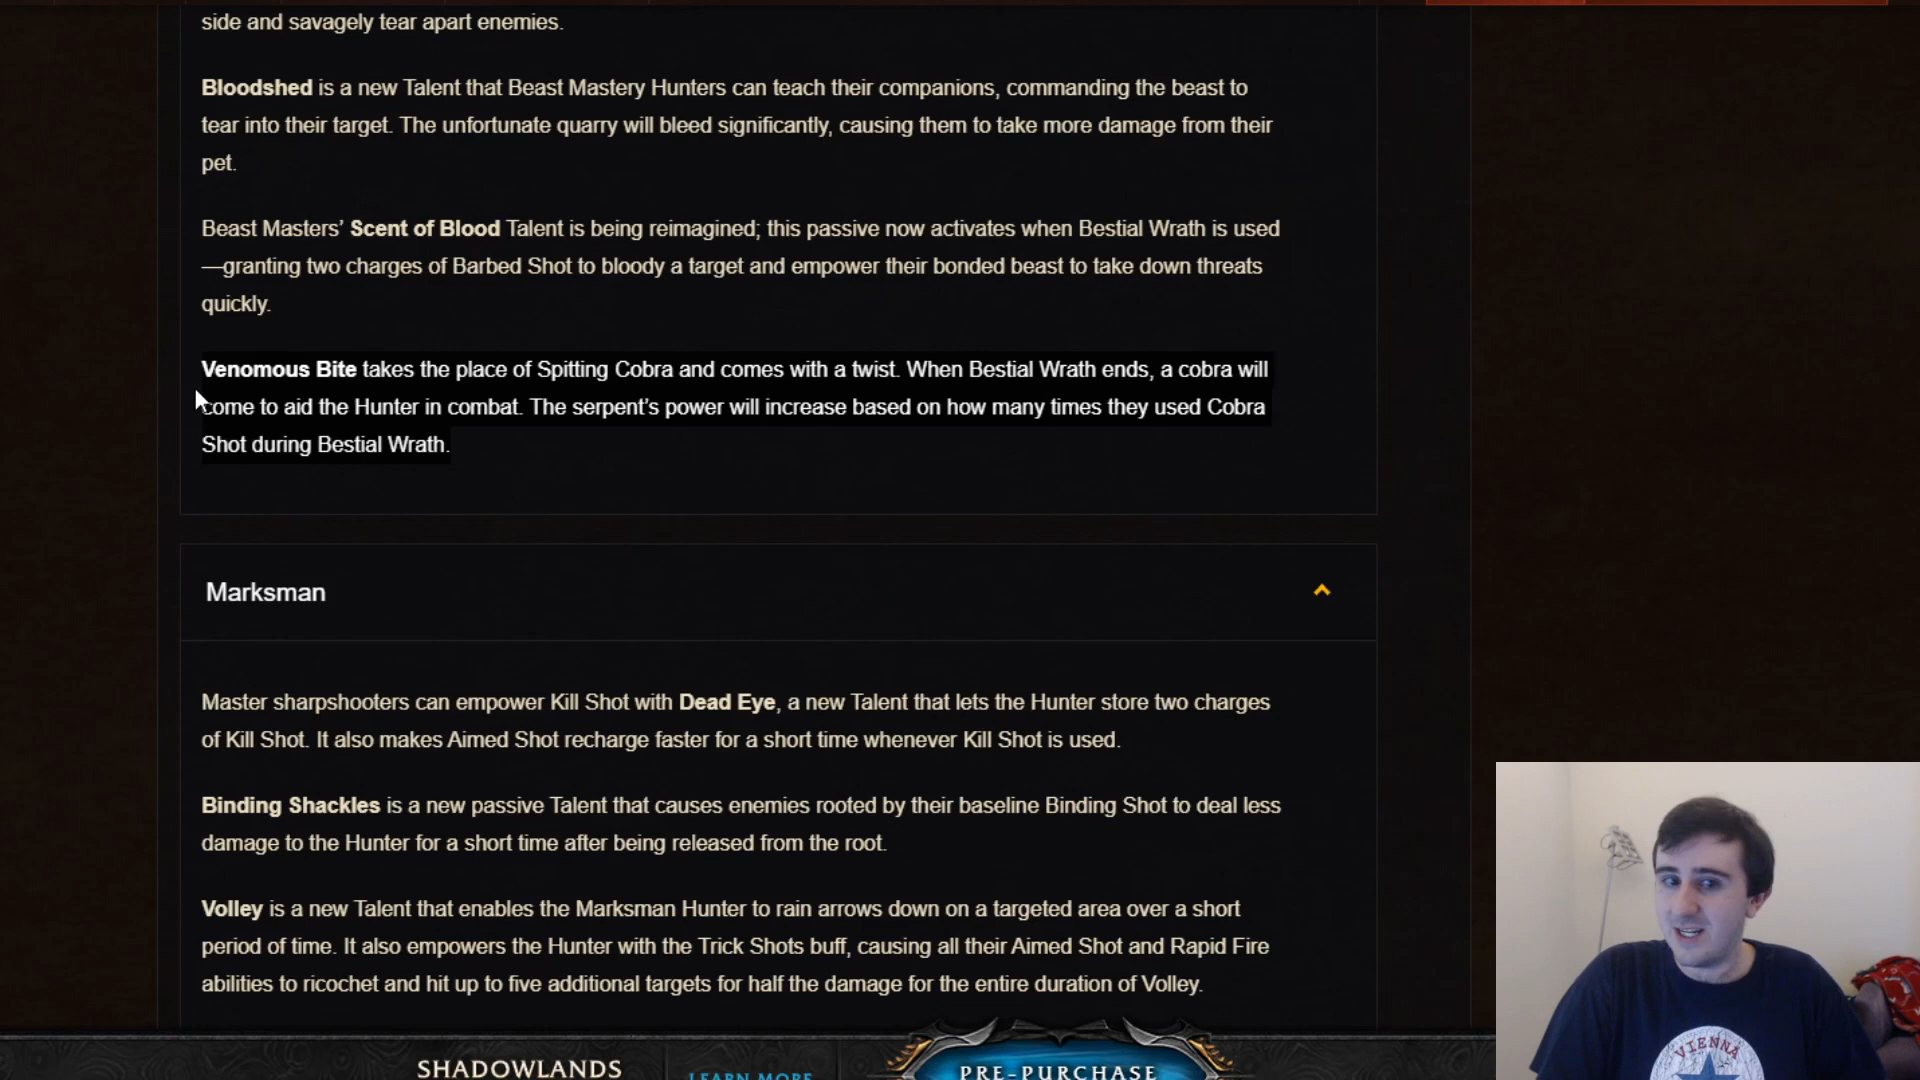 side and savagely tear apart enemies.
Bloodshed is a new Talent that Beast Mastery Hunters can teach their companions, commanding the beast to
tear into their target. The unfortunate quarry will bleed significantly, causing them to take more damage from their
pet.
Beast Masters’ Scent of Blood Talent is being reimagined; this passive now activates when Bestial Wrath is used
—granting two charges of Barbed Shot to bloody a target and empower their bonded beast to take down threats
quickly.
Venomous Bite takes the place of Spitting Cobra and comes with a twist. When Bestial Wrath ends, a cobra will
come to aid the Hunter in combat. The serpent’s power will increase based on how many times they used Cobra
Shot during Bestial Wrath.
Marksman
Master sharpshooters can empower Kill Shot with Dead Eye, a new Talent that lets the Hunter store two charges
of Kill Shot. It also makes Aimed Shot recharge faster for a short time whenever Kill Shot is used.
Binding Shackles is a new passive Talent that causes enemies rooted by their baseline Binding Shot to deal less
damage to the Hunter for a short time after being released from the root.
Volley is a new Talent that enables the Marksman Hunter to rain arrows down on a targeted area over a short
period of time. It also empowers the Hunter with the Trick Shots buff, causing all their Aimed Shot and Rapid Fire
abilities to ricochet and hit up to five additional targets for half the damage for the entire duration of Volley.
SHADOWLANDS
LEARN MORE
PRE-PURCHASE
VIENNA